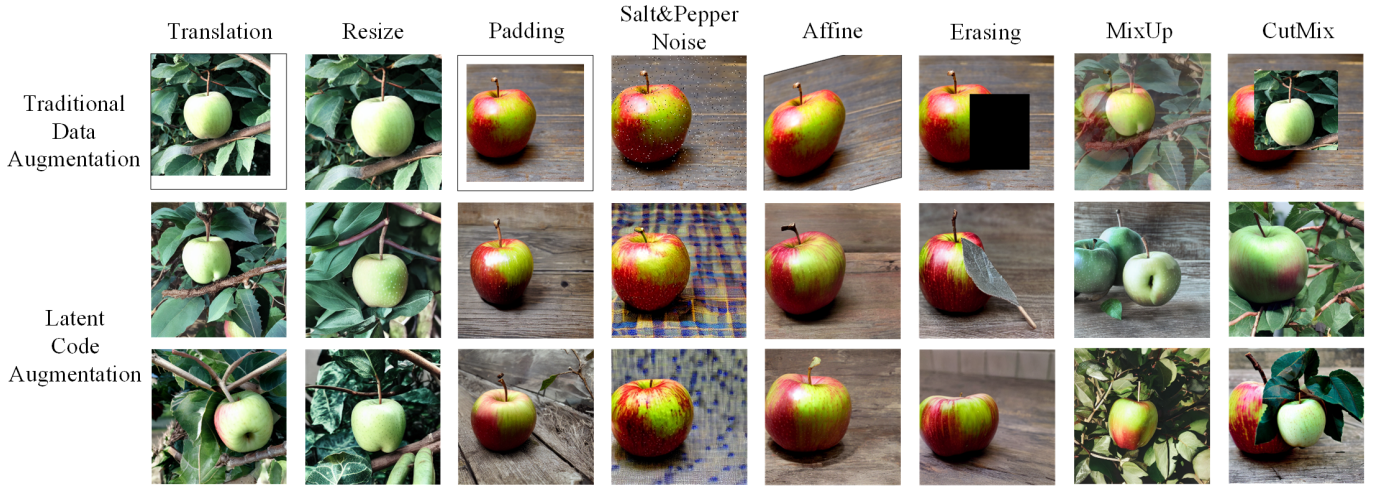 Translation
Resize
Padding
Salt&Pepper
Noise
Affine
Erasing
MixUp
CutMix
Traditional
Data
Augmentation
Latent
Code
Augmentation